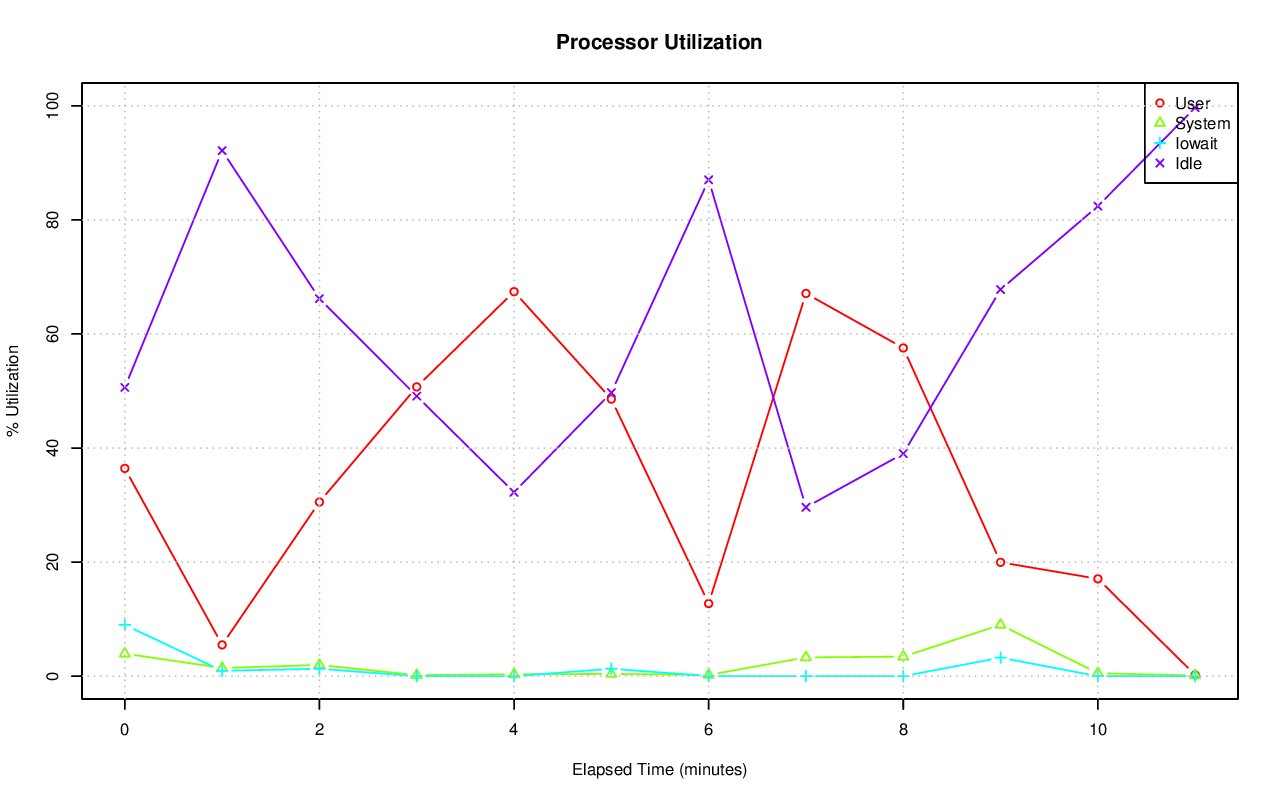 Processor Utilization
% Utilization
100
80
60
40
20
0
User
System
Iowait
Idle
0 2 4 6 8 10
Elapsed Time (minutes)